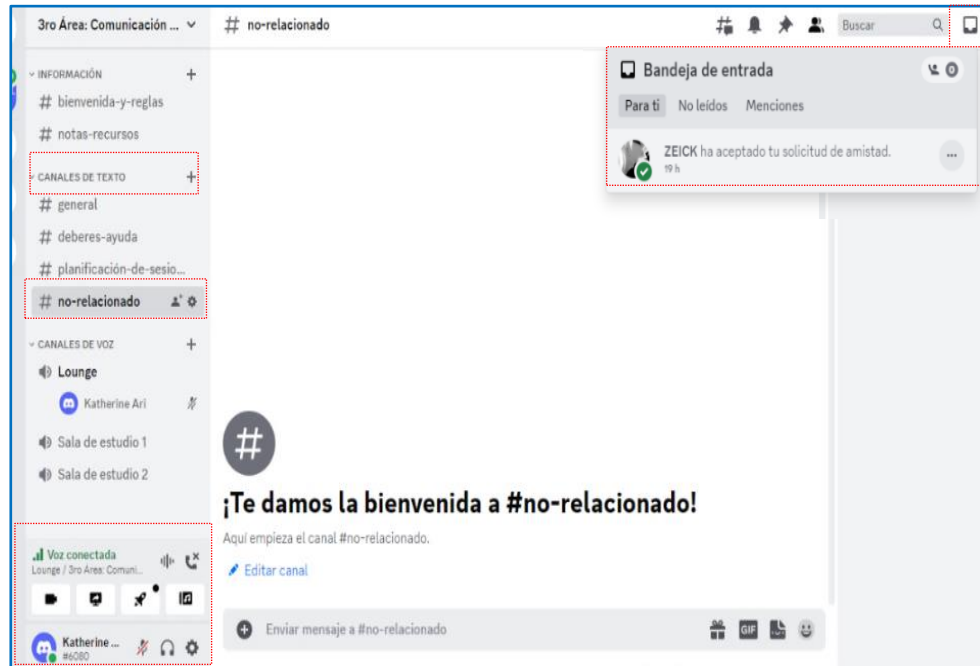 3ro Área: Comunicación ...
INFORMACIÓN
bienvenida-y-reglas
notas-recursos
CANALES DE TEXTO
general
deberes-ayuda
planificación-de-sesio...
no-relacionado
CANALES DE VOZ
Lounge
Katherine Ari
Sala de estudio 1
Sala de estudio 2
Voz conectada
Lounge / 3ro Área: Comuni...
Katherine ...
#6080
# no-relacionado
Buscar
Bandeja de entrada
0
Para ti No leídos Menciones
ZEICK ha aceptado tu solicitud de amistad.
19 h
¡Te damos la bienvenida a #no-relacionado!
Aquí empieza el canal #no-relacionado.
Editar canal
Enviar mensaje a #no-relacionado
GIF